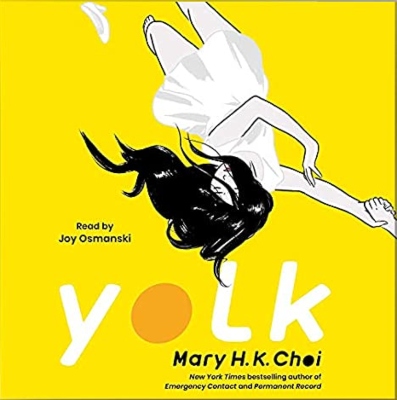 Read by
Joy Osmanski
yolk
Mary H.K. Choi
New York Times bestselling author of
Emergency Contact and Permanent Record